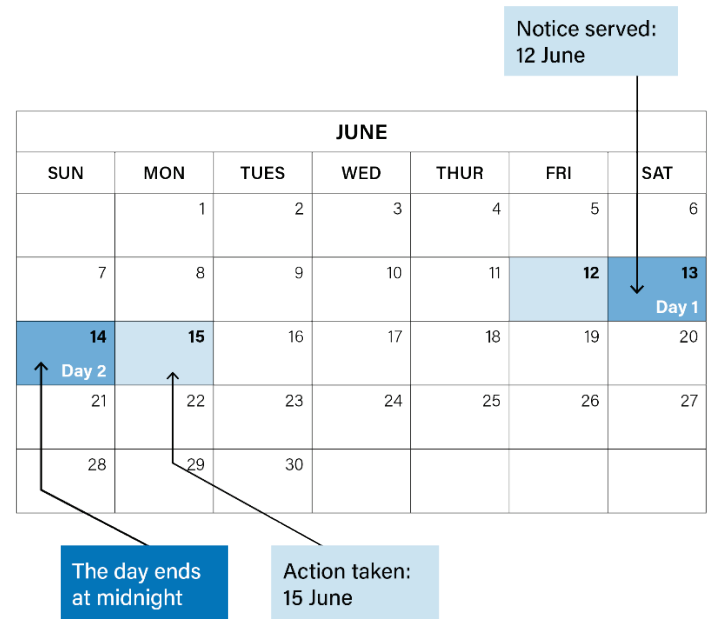 Notice served:
12 June
JUNE
SUN MON TUES WED THUR FRI SAT
1 2 3 4 5 6
7 8 9 10 11 12 13
Day 1
14 15 16 17 18 19 20
Day 2
21 22 23 24 25 26 27
28 29 30
The day ends
at midnight
Action taken:
15 June